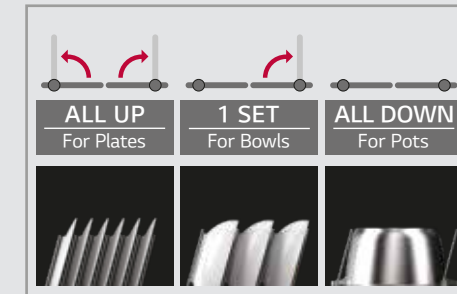 ALL UP
For Plates
1 SET
For Bowls
ALL DOWN
For Pots